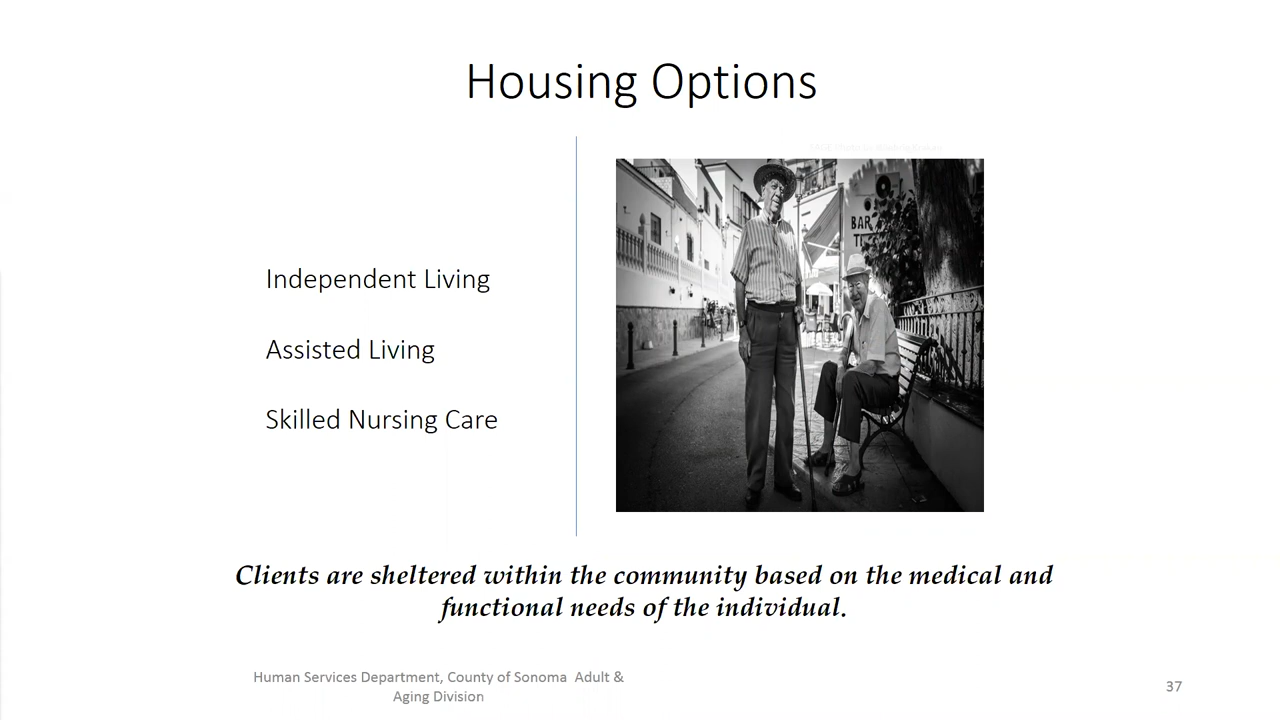 Housing Options
Independent Living
Assisted Living
Skilled Nursing Care
BAR
Clients are sheltered within the community based on the medical and
functional needs of the individual.
Human Services Department, County of Sonoma Adult &
Aging Division
37